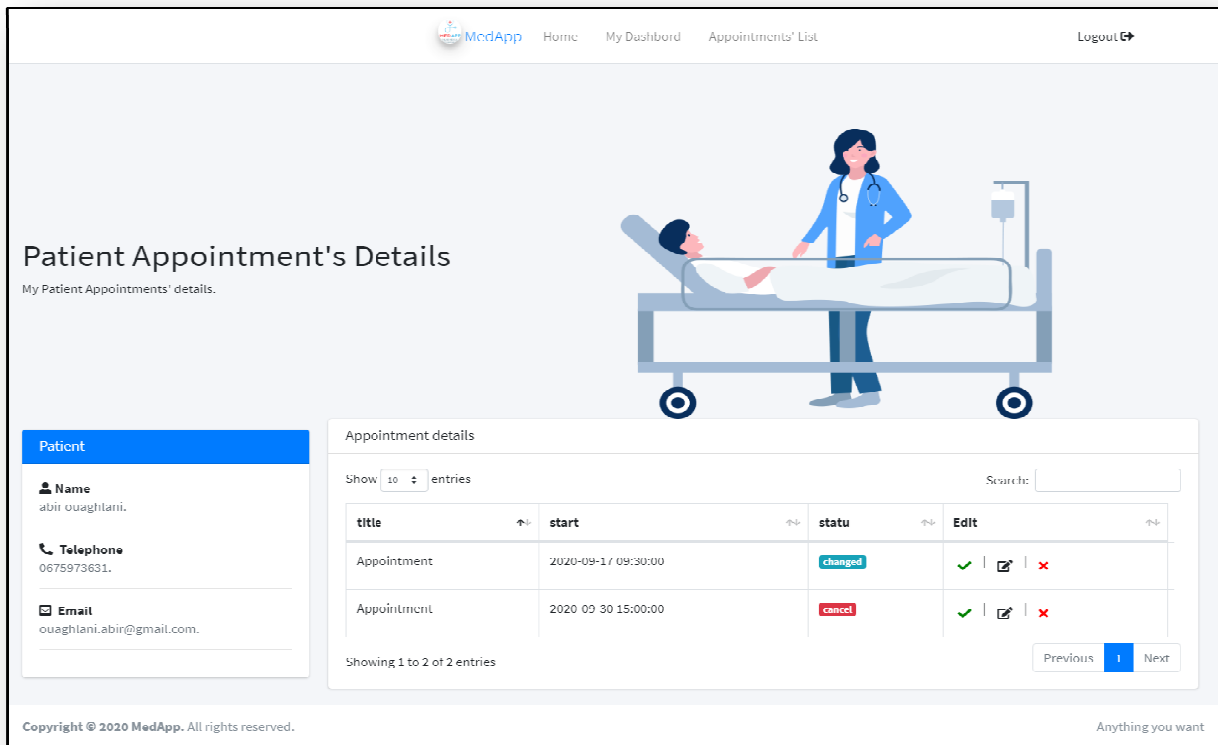 MedApp Home My Dashbord Appointments' List Logout
Patient Appointment's Details
My Patient Appointments' details.
Patient
Name
abir ouaghlani.
Telephone
0675973631.
Email
ouaghlani.abir@gmail.com.
Appointment details
Show 10 entries Search:
title start statu Edit
Appointment 2020-09-17 09:30:00 changed | |
Appointment 2020-09-30 15:00:00 cancel | |
Showing 1 to 2 of 2 entries
Previous 1 Next
Copyright © 2020 MedApp. All rights reserved. Anything you want